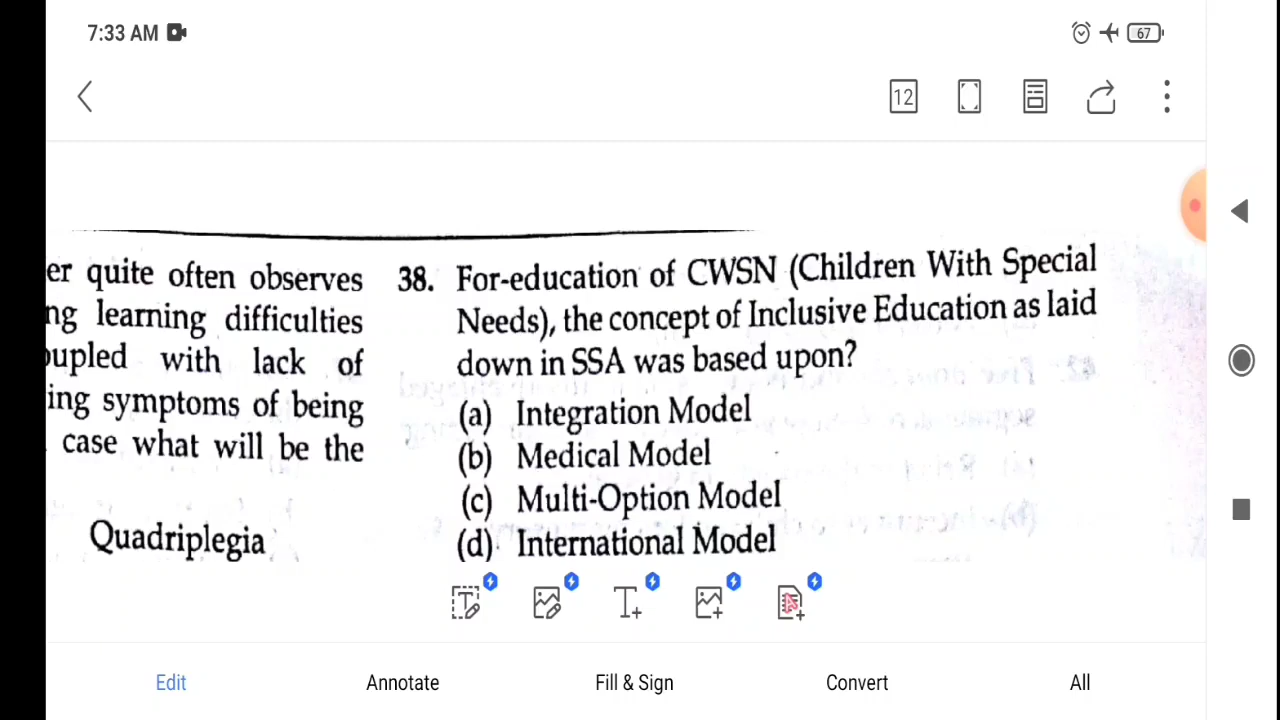 7:33 AM
67
12
er quite often observes
ng learning difficulties
oupled with lack of
ing symptoms of being
case what will be the
Quadriplegia
38. For-education of CWSN (Children With Special
Needs), the concept of Inclusive Education as laid
down in SSA was based upon?
(a) Integration Model
(b) Medical Model
(c) Multi-Option Model
(d) International Model
Edit
Annotate
Fill & Sign
Convert
All